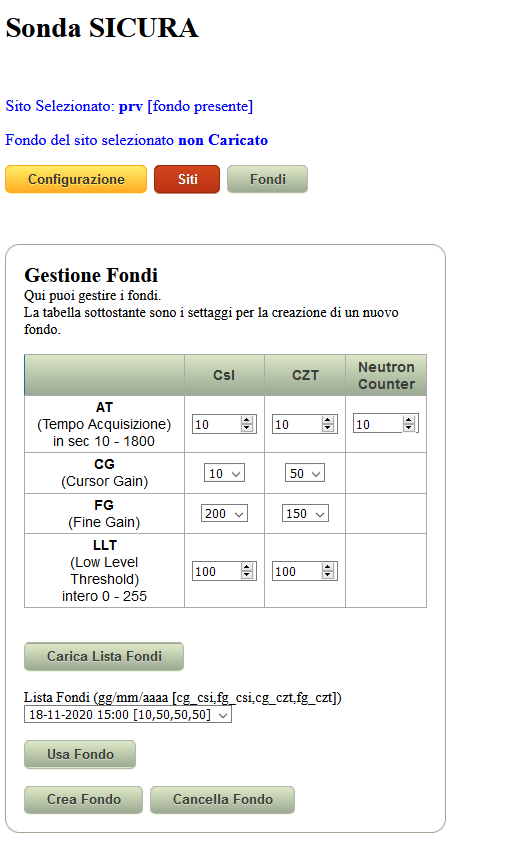 Sonda SICURA
Sito Selezionato: prv [fondo presente]
Fondo del sito selezionato non Caricato
Configurazione Siti Fondi
Gestione Fondi
Qui puoi gestire i fondi.
La tabella sottostante sono i settaggi per la creazione di un nuovo
fondo.
CsI CZT Neutron
Counter
AT
(Tempo Acquisizione)
in sec 10 - 1800
10 10 10
CG
(Cursor Gain)
10 50
FG
(Fine Gain)
200 150
LLT
(Low Level
Threshold)
intero 0 - 255
100 100
Carica Lista Fondi
Lista Fondi (gg/mm/aaaa [cg_csi,fg_csi,cg_czt,fg_czt])
18-11-2020 15:00 [10,50,50,50]
Usa Fondo
Crea Fondo Cancella Fondo